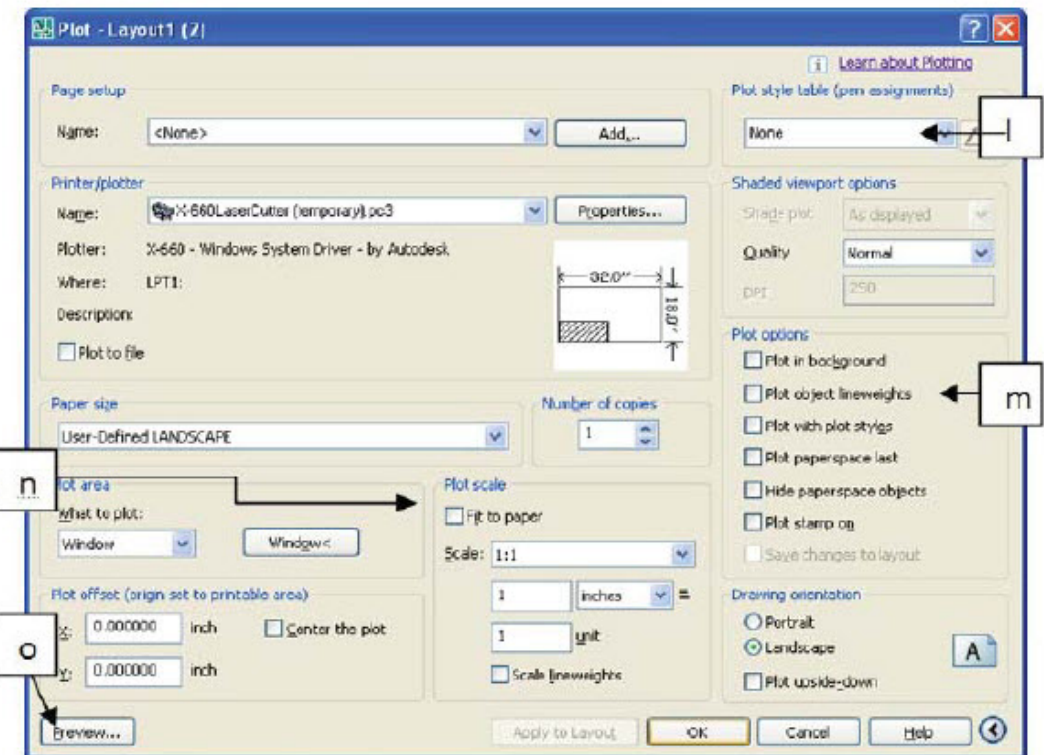 Plot - Layout1 (2)
Learn about Plotting
Page setup
Name: <None> Add...
Plot style table (pen assignments)
None
l
Printer/plotter
Name: X-660LaserCutter (temporary).pc3 Properties...
Plotter: X-660 - Windows System Driver - by Autodesk
Where: LPT1:
Description:
Plot to file
32.0''
18.0''
Shaded viewport options
Shade plot As displayed
Quality Normal
DPI 250
Plot options
Plot in background
Plot object lineweights
m
Plot with plot styles
Plot paperspace last
Hide paperspace objects
Plot stamp on
Save changes to layout
Paper size
User-Defined LANDSCAPE
Number of copies
1
n
lot area
What to plot:
Window Window<
Plot scale
Fit to paper
Scale: 1:1
1 inches =
1 unit
Scale lineweights
Plot offset (origin set to printable area)
X: 0.000000 inch Center the plot
o
Y: 0.000000 inch
Drawing orientation
Portrait
Landscape
A
Plot upside-down
Preview... Apply to Layout OK Cancel Help